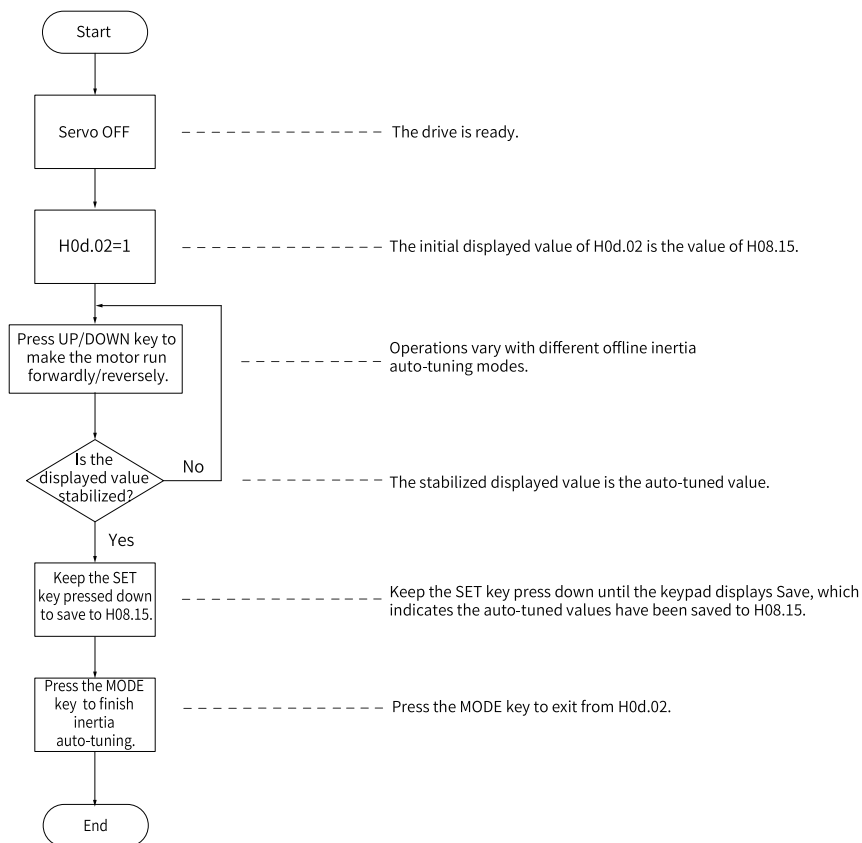 Start
Servo OFF
The drive is ready.
H0d.02=1
The initial displayed value of H0d.02 is the value of H08.15.
Press UP/DOWN key to
make the motor run
forwardly/reversely.
Operations vary with different offline inertia
auto-tuning modes.
Is the
displayed value
stabilized?
No
The stabilized displayed value is the auto-tuned value.
Yes
Keep the SET
key pressed down
to save to H08.15.
Keep the SET key press down until the keypad displays Save, which
indicates the auto-tuned values have been saved to H08.15.
Press the MODE
key to finish
inertia
auto-tuning.
Press the MODE key to exit from H0d.02.
End